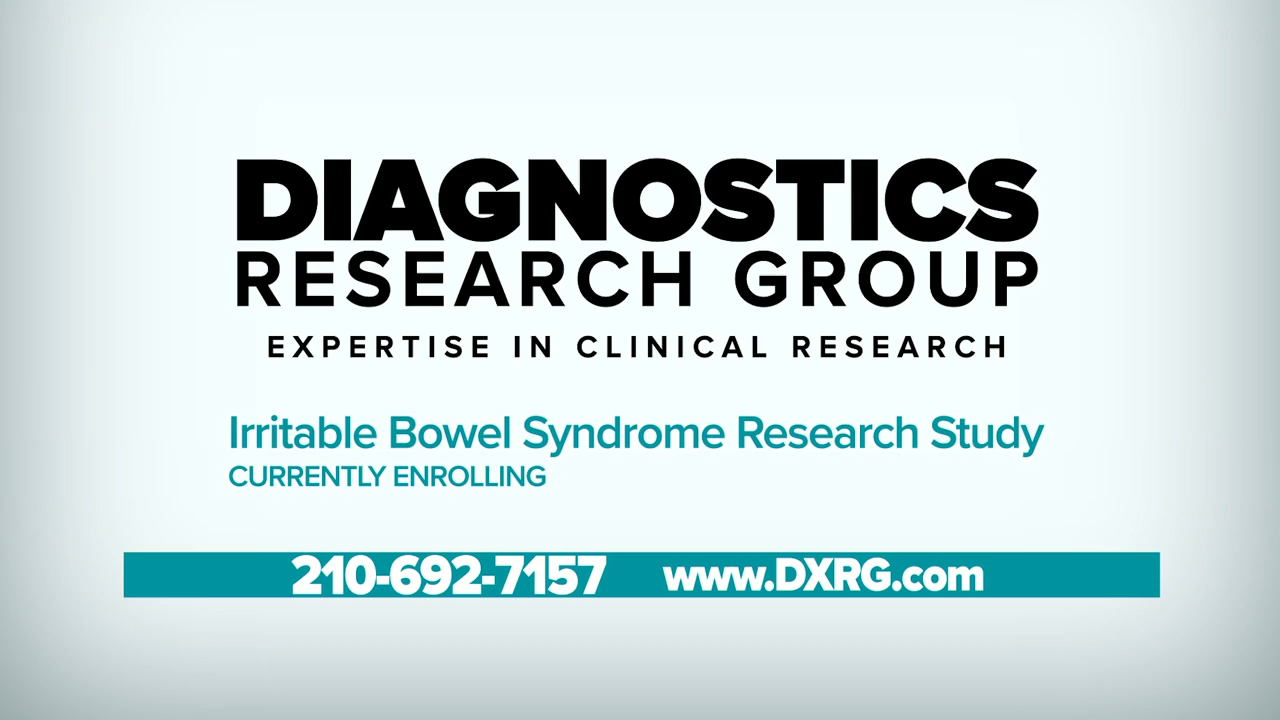 DIAGNOSTICS
RESEARCH GROUP
EXPERTISE IN CLINICAL RESEARCH
Irritable Bowel Syndrome Research Study
CURRENTLY ENROLLING
210-692-7157 www.DXRG.com